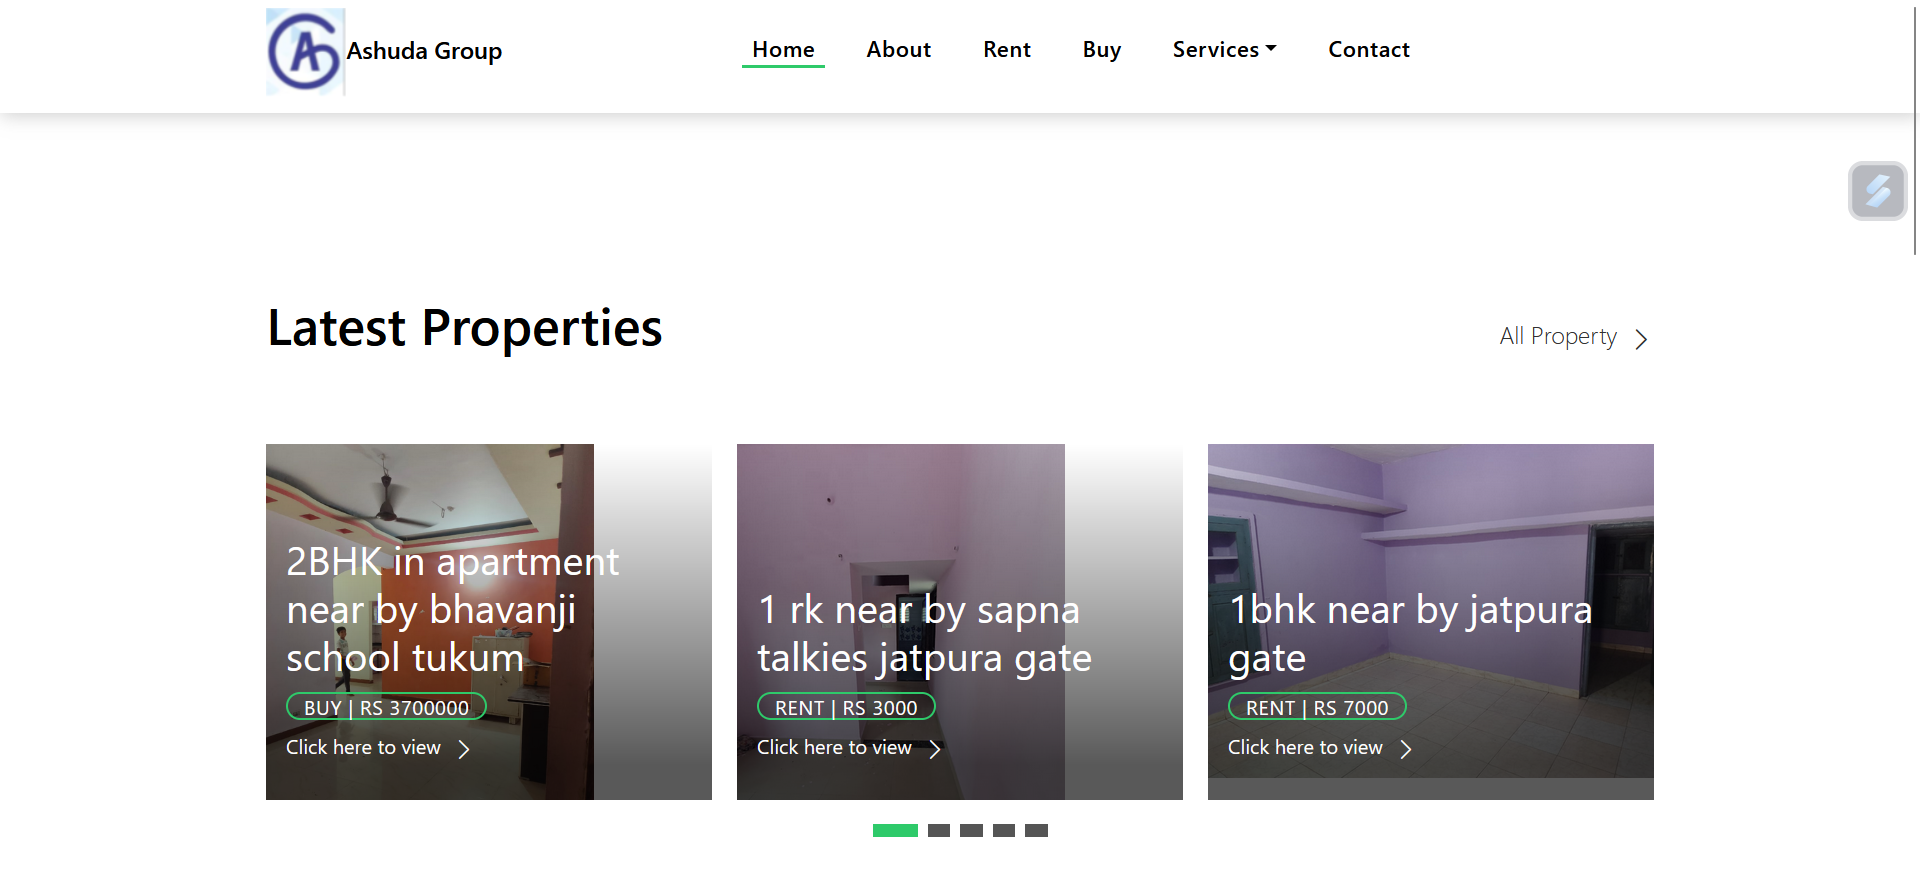 Ashuda Group
Home
About
Rent
Buy
Services
Contact
Latest Properties
All Property
2BHK in apartment
near by bhavanji
school tukum
BUY | RS 3700000
Click here to view
1 rk near by sapna
talkies jatpura gate
RENT | RS 3000
Click here to view
1bhk near by jatpura
gate
RENT | RS 7000
Click here to view